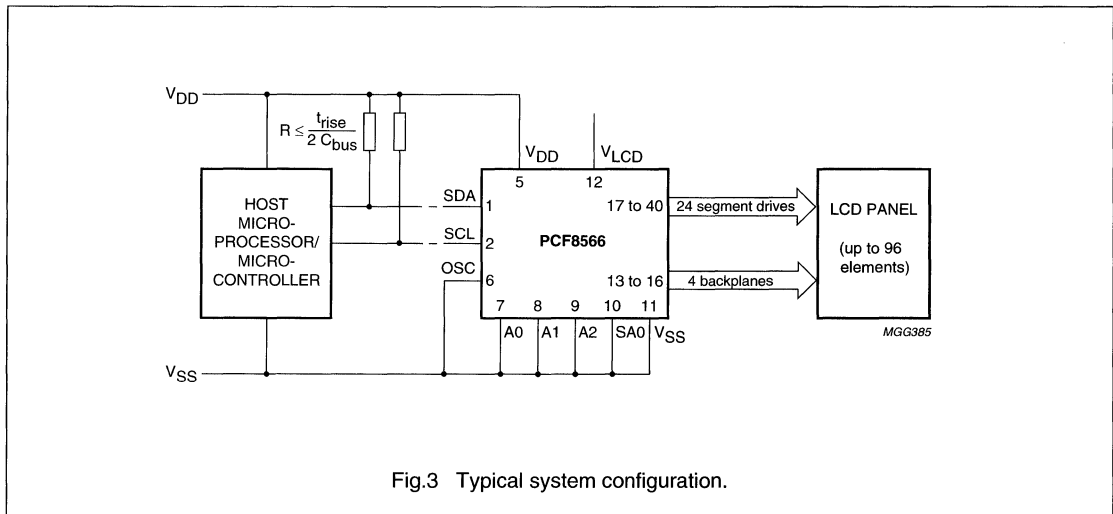 VDD
R ≤ trise
2 Cbus
VDD
VLCD
5
12
HOST
MICRO-
PROCESSOR/
MICRO-
CONTROLLER
SDA
1
SCL
2
OSC
6
PCF8566
17 to 40
13 to 16
24 segment drives
4 backplanes
LCD PANEL
(up to 96
elements)
7 8 9 10 11
A0 A1 A2 SA0 VSS
MGG385
VSS
Fig.3 Typical system configuration.